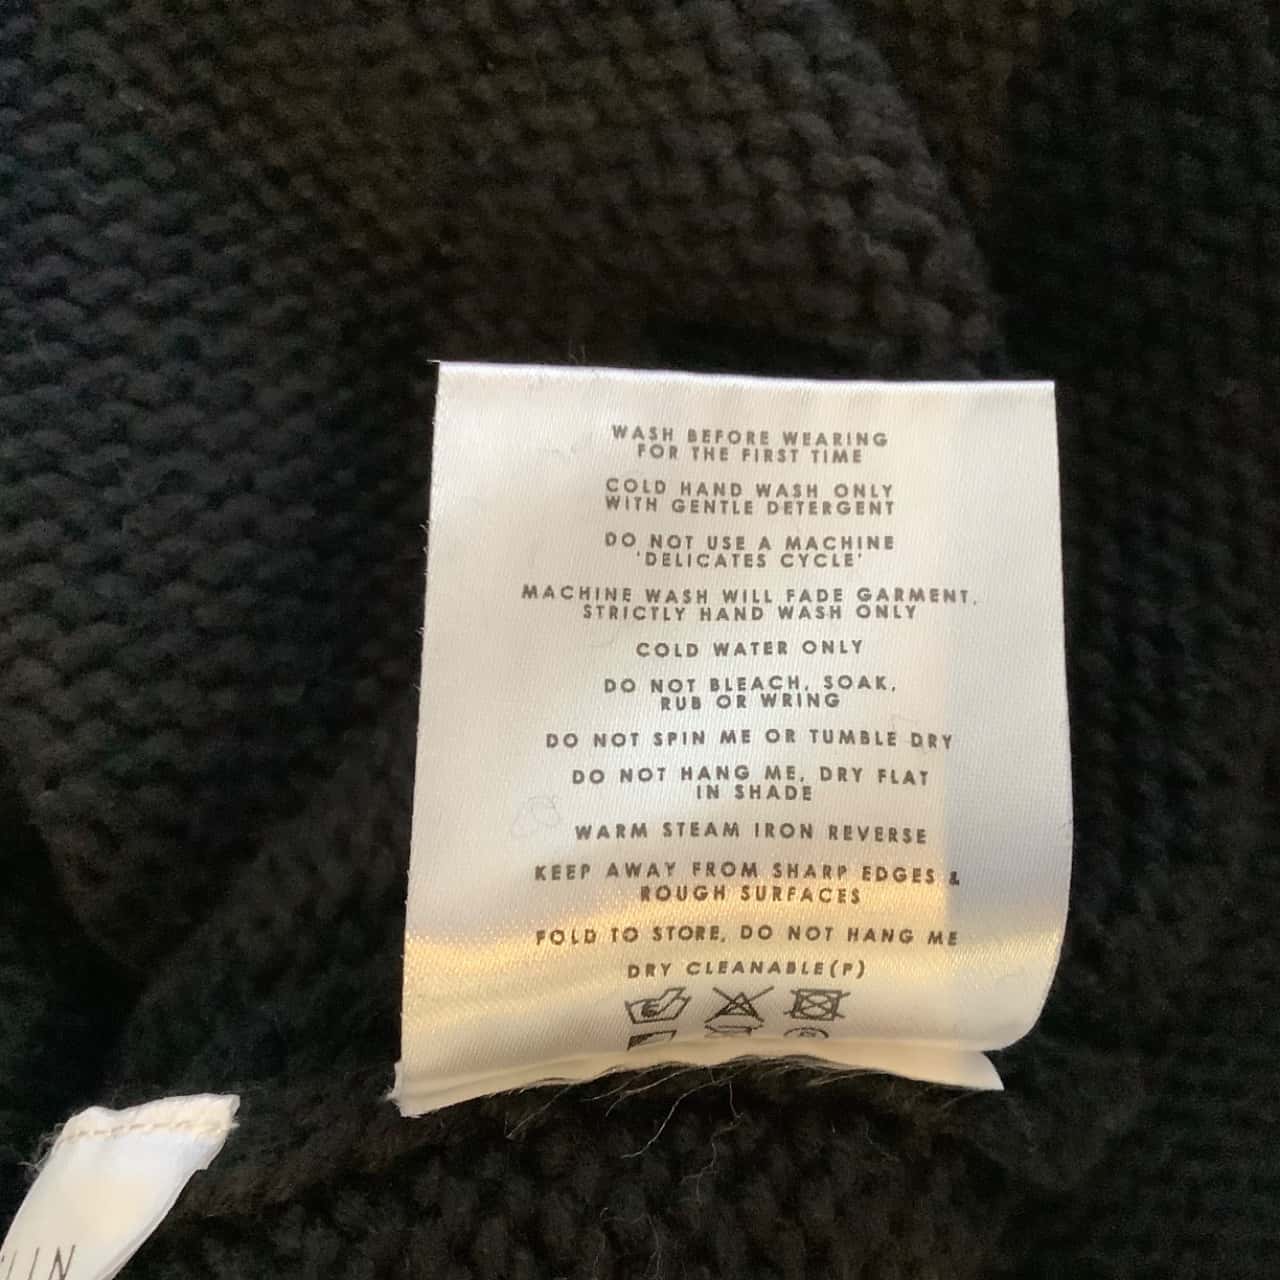 WASH BEFORE WEARING
FOR THE FIRST TIME
COLD HAND WASH ONLY
WITH GENTLE DETERGENT
DO NOT USE A MACHINE
'DELICATES CYCLE'
MACHINE WASH WILL FADE GARMENT,
STRICTLY HAND WASH ONLY
COLD WATER ONLY
DO NOT BLEACH, SOAK,
RUB OR WRING
DO NOT SPIN ME OR TUMBLE DRY
DO NOT HANG ME, DRY FLAT
IN SHADE
WARM STEAM IRON REVERSE
KEEP AWAY FROM SHARP EDGES &
ROUGH SURFACES
FOLD TO STORE, DO NOT HANG ME
DRY CLEANABLE(P)